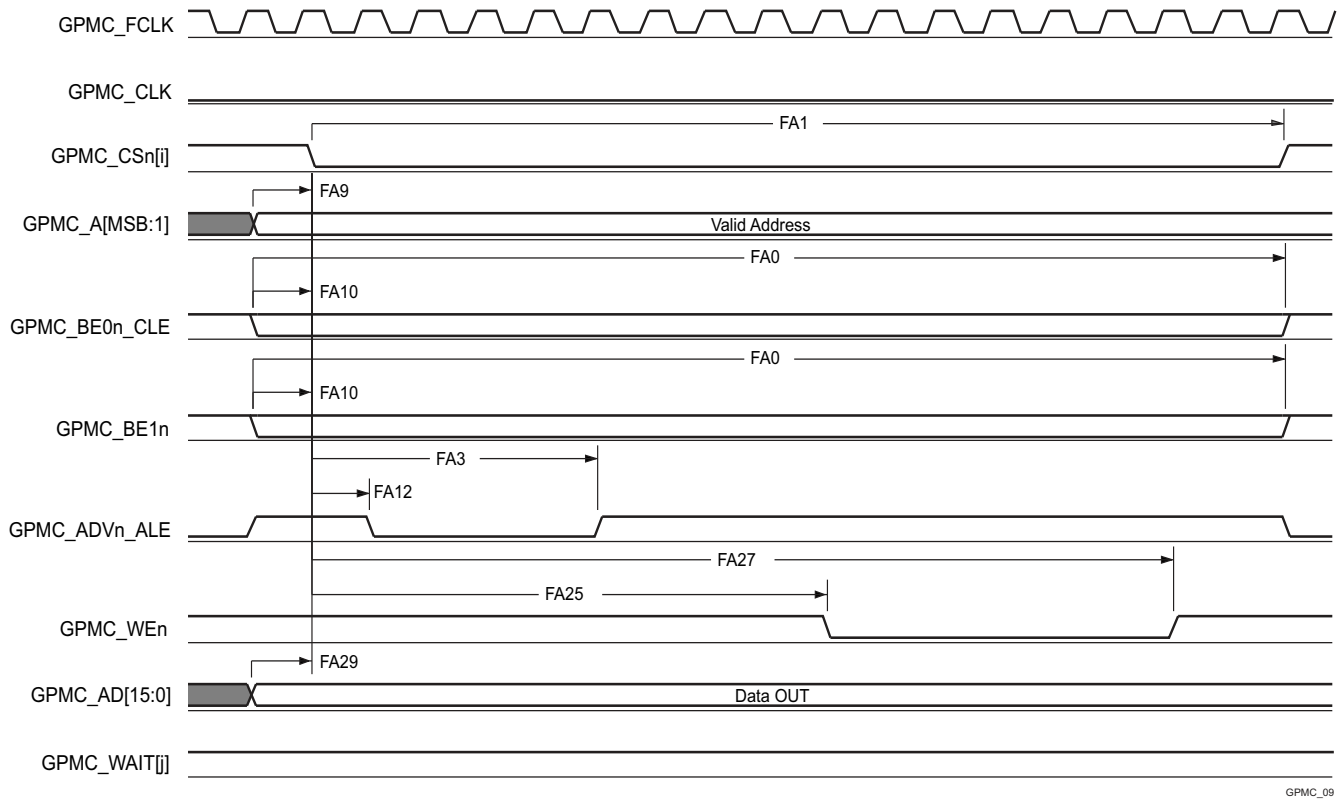 GPMC_FCLK
GPMC_CLK
FA1
GPMC_CSn[i]
FA9
GPMC_A[MSB:1]
Valid Address
FA0
FA10
GPMC_BE0n_CLE
FA0
FA10
GPMC_BE1n
FA3
FA12
GPMC_ADVn_ALE
FA27
FA25
GPMC_WEn
FA29
GPMC_AD[15:0]
Data OUT
GPMC_WAIT[j]
GPMC_09